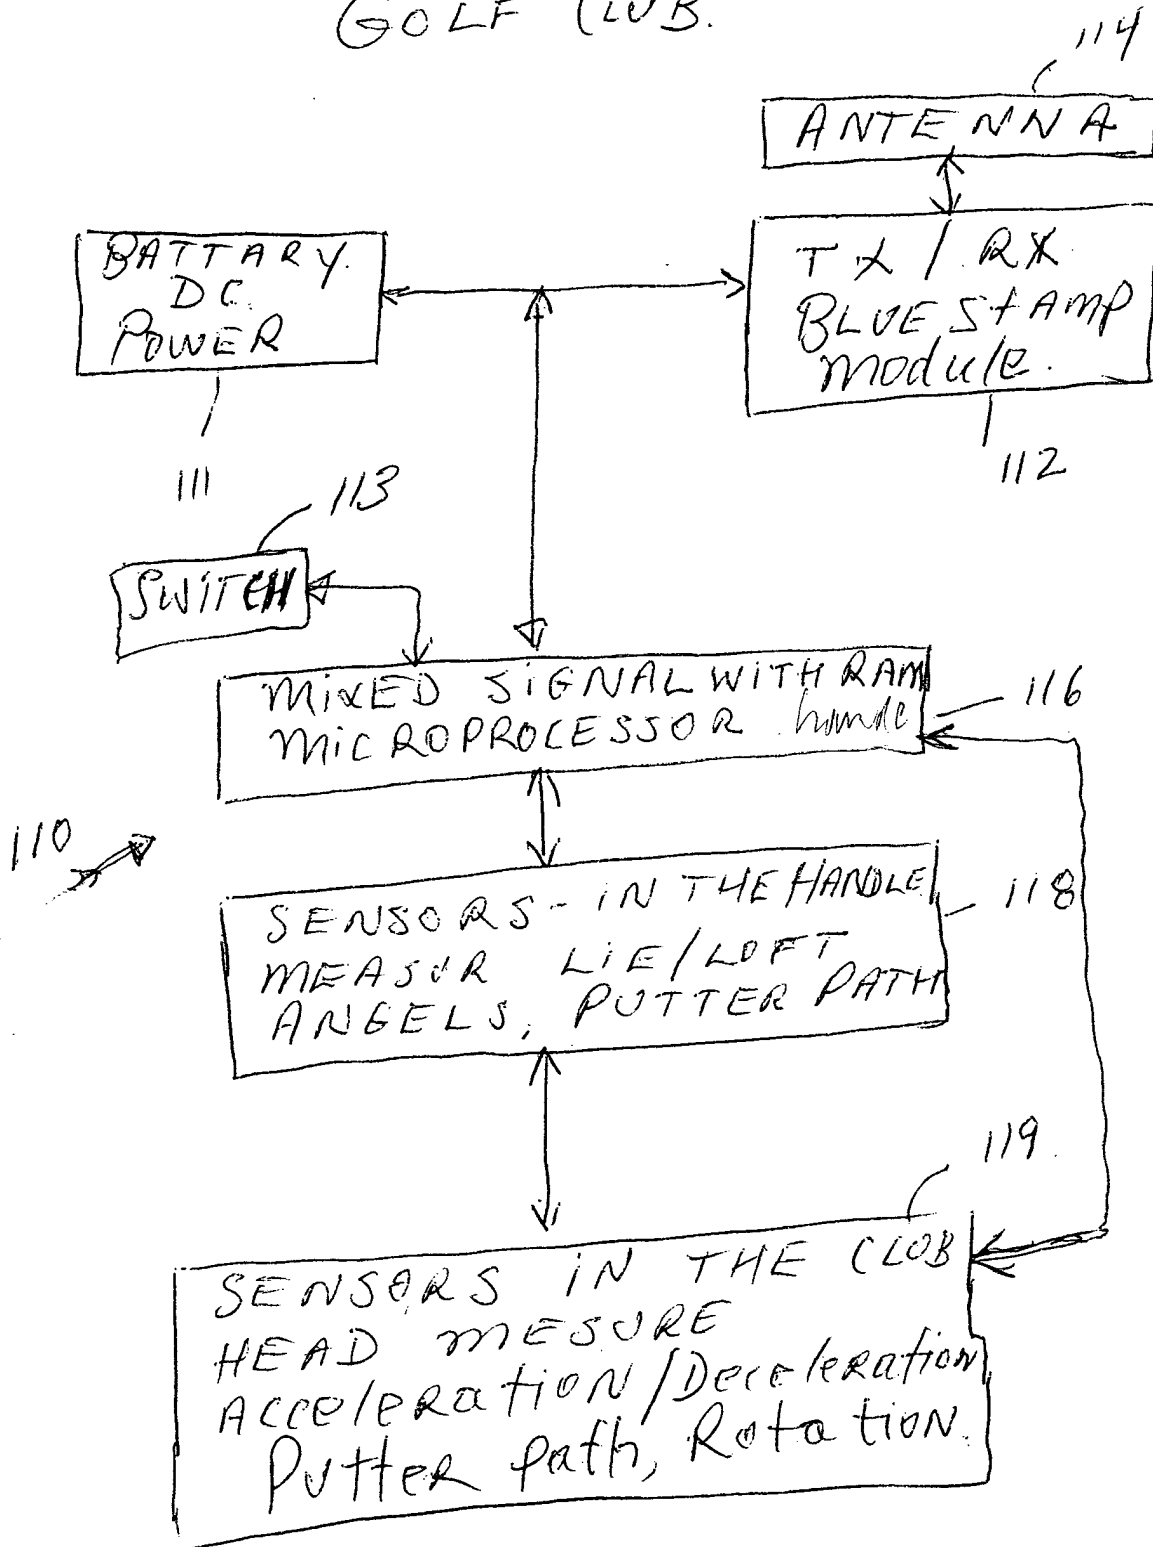 GOLF CLUB.
114
ANTENNA
BATTARY.
DC
POWER
TX / RX
BLUE StAMP
module.
111
112
113
SWITCH
MIXED SIGNAL WITH RAM
MICROPROCESSOR
116
110
SENSORS - IN THE HANDLE
MEASUR LIE/LOFT
ANGELS, PUTTER PATH
118
119.
SENSORS IN THE CLOB
HEAD MESURE
Acceleration/Deceleration
Putter path, Rotation.